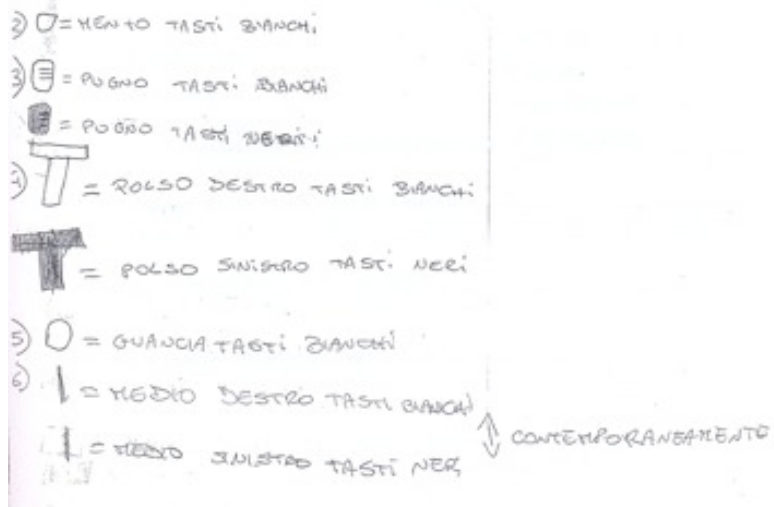 2) = MENTO TASTI BIANCHI
3) = PUGNO TASTI BIANCHI
= PUGNO TASTI NERI
4) = POLSO DESTRO TASTI BIANCHI
= POLSO SINISTRO TASTI NERI
5) = GUANCIA TASTI BIANCHI
6) = MEDIO DESTRO TASTI BIANCHI
CONTEMPORANEAMENTE
= MEDIO SINISTRO TASTI NERI